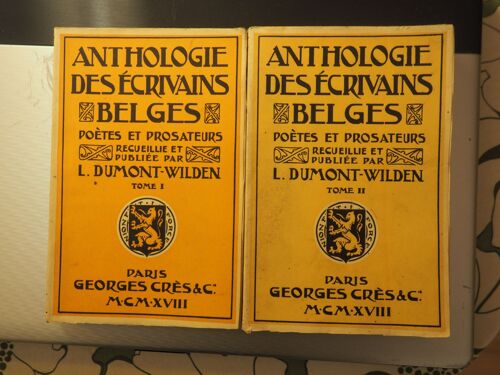 ANTHOLOGIE
DES ÉCRIVAINS
BELGES
POÈTES ET PROSATEURS
RECUEILLIE ET
PUBLIÉE PAR
L. DUMONT-WILDEN.
TOME I
PARIS
GEORGES CRÈS & Cie
M·CM·XVIII
ANTHOLOGIE
DES ÉCRIVAINS
BELGES
POÈTES ET PROSATEURS
RECUEILLIE ET
PUBLIÉE PAR
L. DUMONT-WILDEN.
TOME II
PARIS
GEORGES CRÈS & Cie
M·CM·XVIII